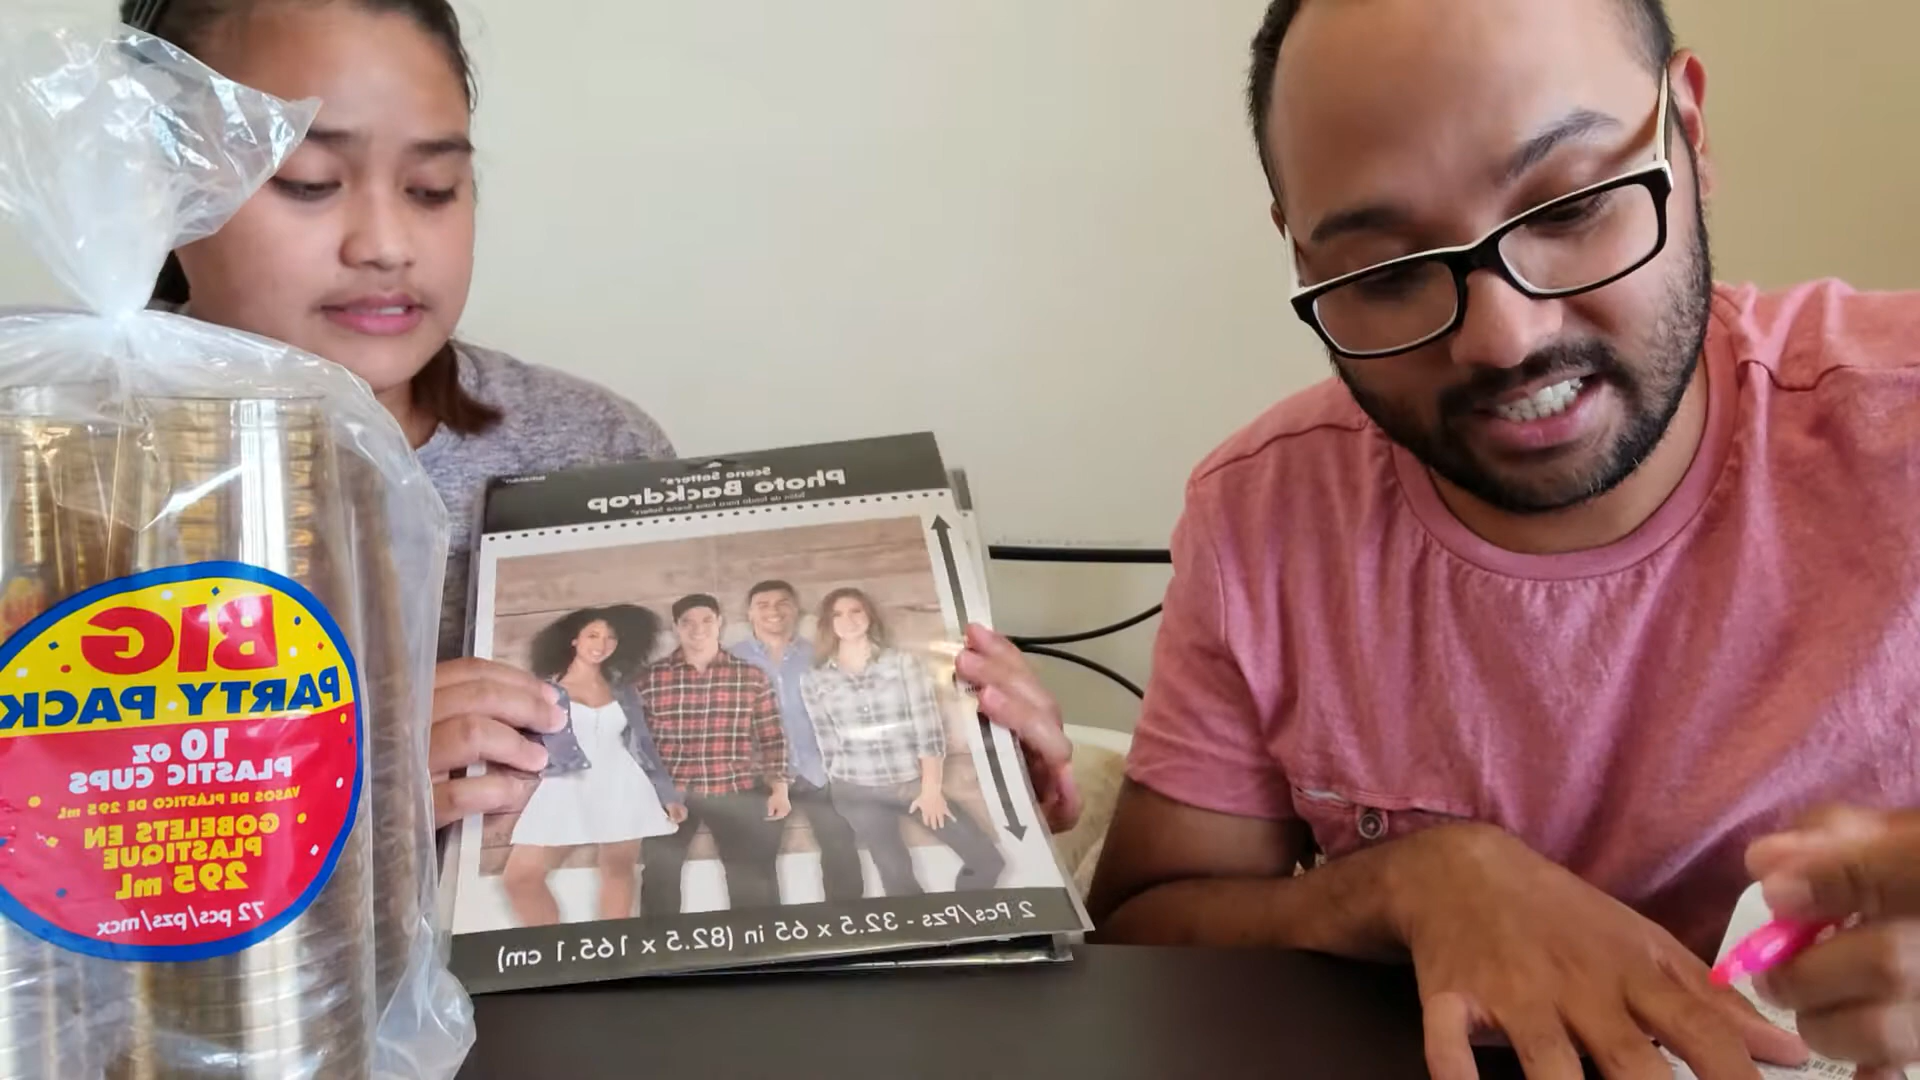 BIG
PARTY PACK
10 oz
PLASTIC CUPS
VASOS DE PLÁSTICO DE 295 mL
GOBELETS EN
PLASTIQUE
295 mL
72 pcs/pzs/mcx
Scene Setters
Photo Backdrop
2 Pcs/Pzs - 32.5 x 65 in (82.5 x 165.1 cm)